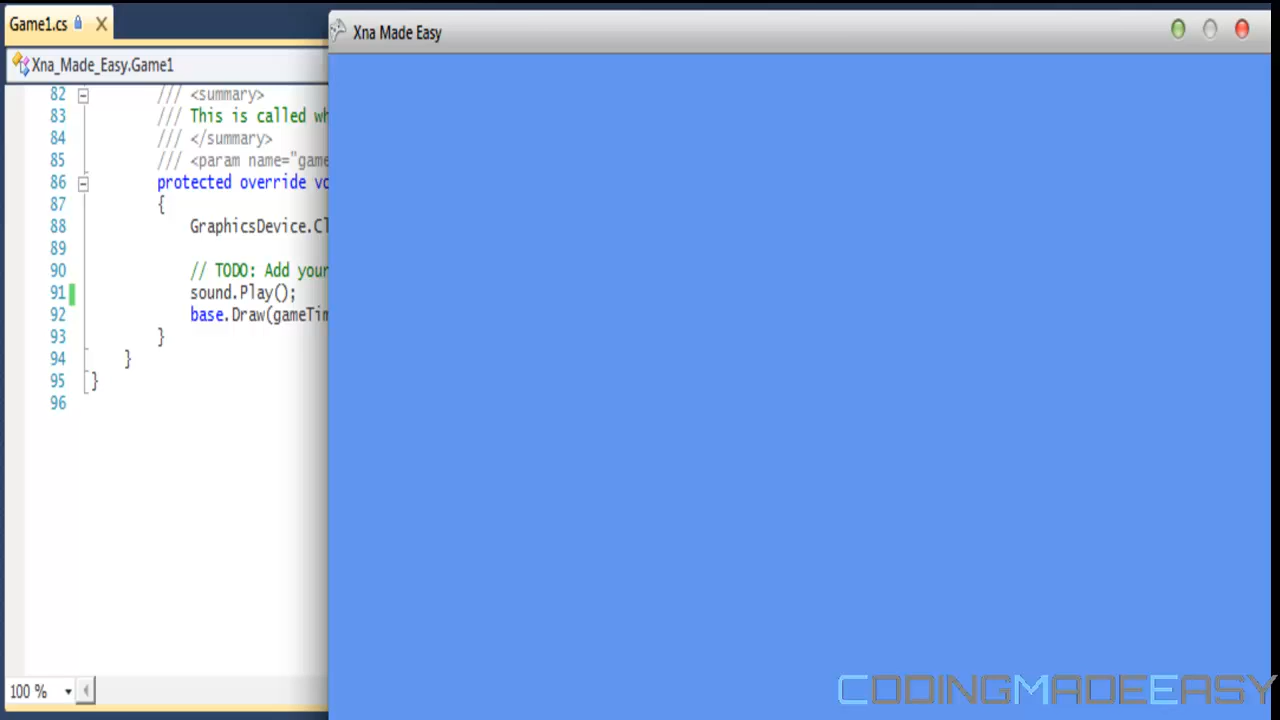 Game1.cs
Xna Made Easy
Xna_Made_Easy.Game1
82 /// <summary>
83 /// This is called wh
84 /// </summary>
85 /// <param name="game
86 protected override vo
87 {
88 GraphicsDevice.Cl
89
90 // TODO: Add your
91 sound.Play();
92 base.Draw(gameTim
93 }
94 }
95 }
96
100 %
CODINGMADEEASY